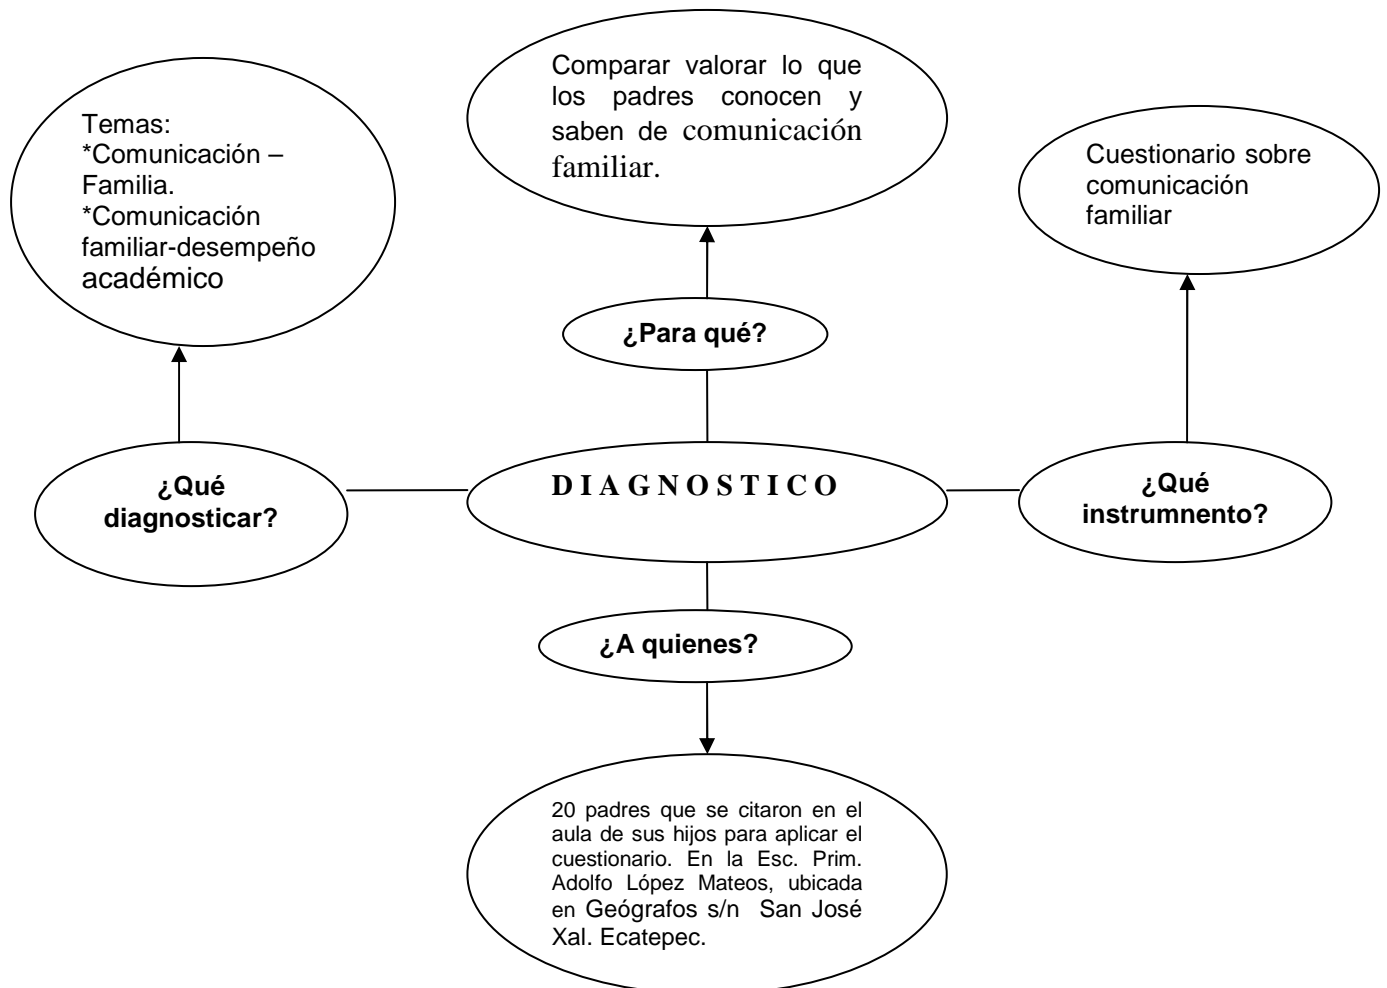 Comparar valorar lo que
los padres conocen y
saben de comunicación
familiar.
Temas:
*Comunicación –
Familia.
*Comunicación
familiar-desempeño
académico
Cuestionario sobre
comunicación
familiar
¿Para qué?
¿Qué
diagnosticar?
D I A G N O S T I C O
¿Qué
instrumnento?
¿A quienes?
20 padres que se citaron en el
aula de sus hijos para aplicar el
cuestionario. En la Esc. Prim.
Adolfo López Mateos, ubicada
en Geógrafos s/n San José
Xal. Ecatepec.